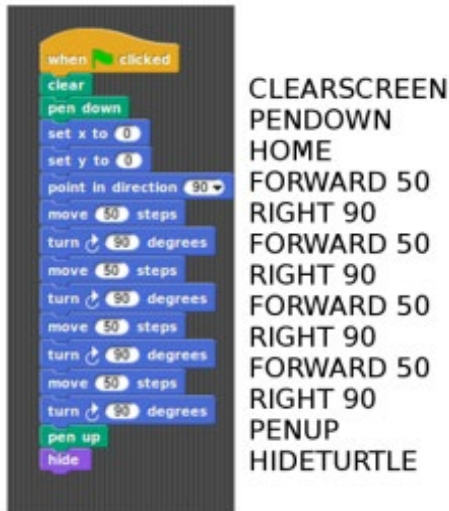 when clicked
clear
pen down
set x to 0
set y to 0
point in direction 90
move 50 steps
turn 90 degrees
move 50 steps
turn 90 degrees
move 50 steps
turn 90 degrees
move 50 steps
turn 90 degrees
pen up
hide
CLEARSCREEN
PENDOWN
HOME
FORWARD 50
RIGHT 90
FORWARD 50
RIGHT 90
FORWARD 50
RIGHT 90
FORWARD 50
RIGHT 90
PENUP
HIDETURTLE